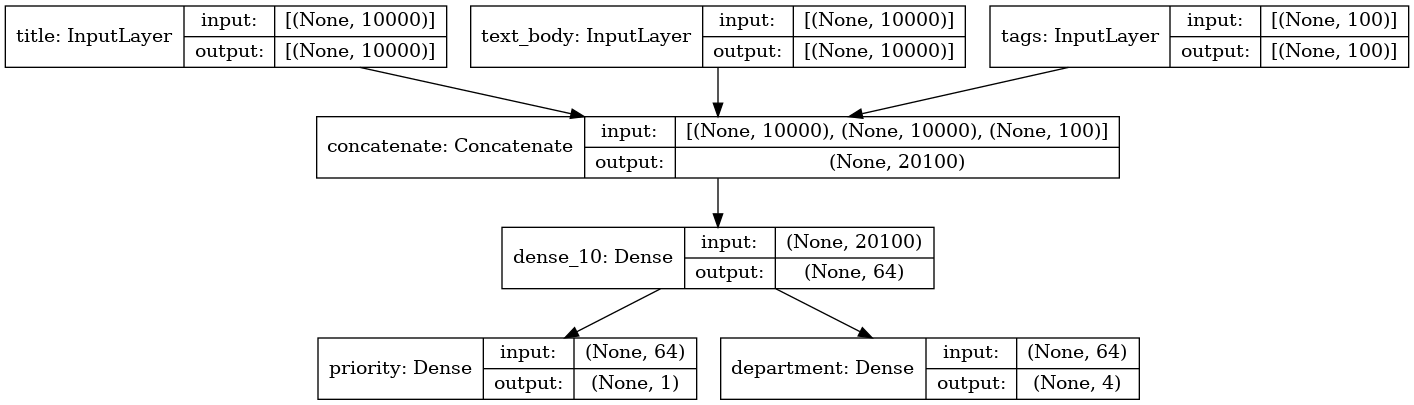 title: InputLayer input: [(None, 10000)] output: [(None, 10000)]
text_body: InputLayer input: [(None, 10000)] output: [(None, 10000)]
tags: InputLayer input: [(None, 100)] output: [(None, 100)]
concatenate: Concatenate input: [(None, 10000), (None, 10000), (None, 100)] output: (None, 20100)
dense_10: Dense input: (None, 20100) output: (None, 64)
priority: Dense input: (None, 64) output: (None, 1)
department: Dense input: (None, 64) output: (None, 4)